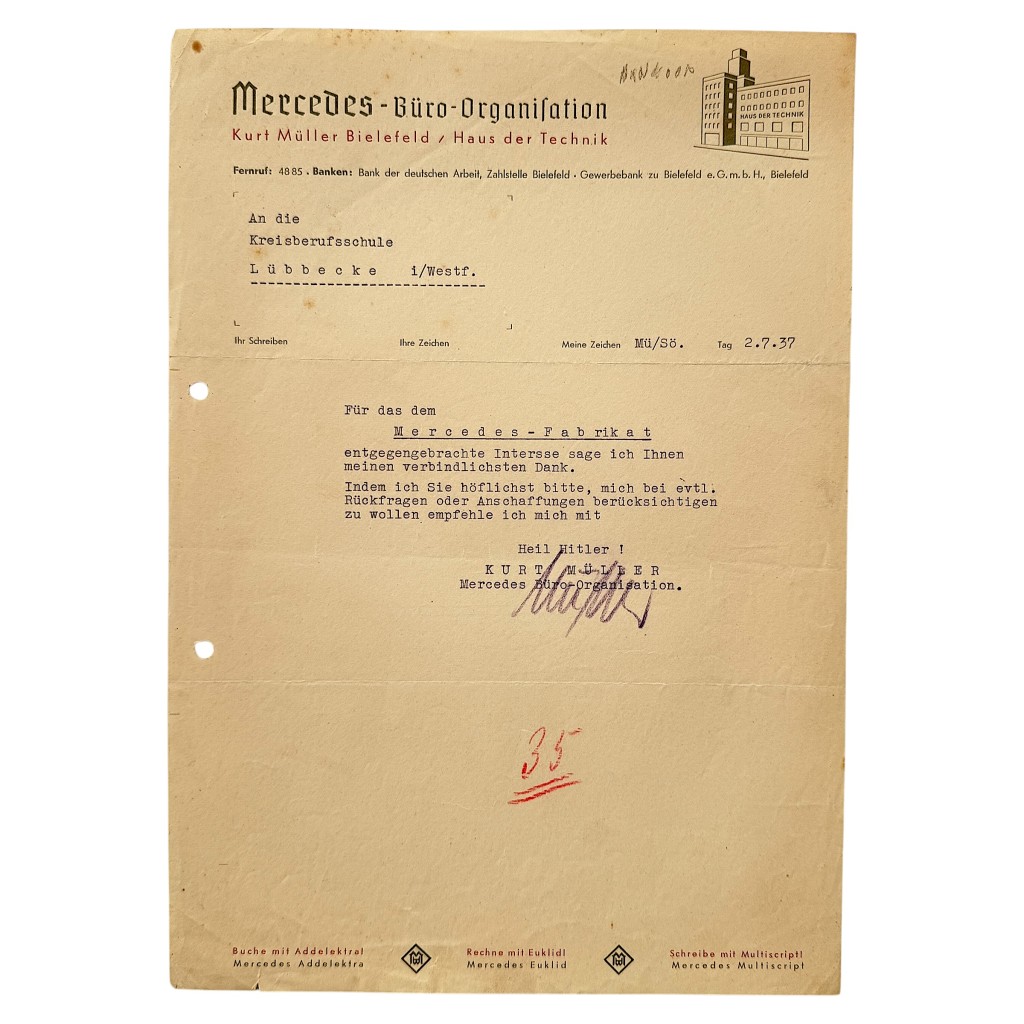 Mercedes-Büro-Organiſation
HAUS DER TECHNIK
Kurt Müller Bielefeld / Haus der Technik
Fernruf: 4885 . Banken: Bank der deutschen Arbeit, Zahlstelle Bielefeld · Gewerbebank zu Bielefeld e.G.m.b.H., Bielefeld
An die
Kreisberufsschule
Lübbecke i/Westf.
Ihr Schreiben Ihre Zeichen Meine Zeichen Mü/Sö. Tag 2.7.37
Für das dem
Mercedes-Fabrikat
entgegengebrachte Intersse sage ich Ihnen
meinen verbindlichsten Dank.
Indem ich Sie höflichst bitte, mich bei evtl.
Rückfragen oder Anschaffungen berücksichtigen
zu wollen empfehle ich mich mit
Heil Hitler !
KURT MÜLLER
Mercedes Büro-Organisation.
Müller
35
Buche mit Addelektra! Rechne mit Euklid! Schreibe mit Multiscript!
Mercedes Addelektra Mercedes Euklid Mercedes Multiscript